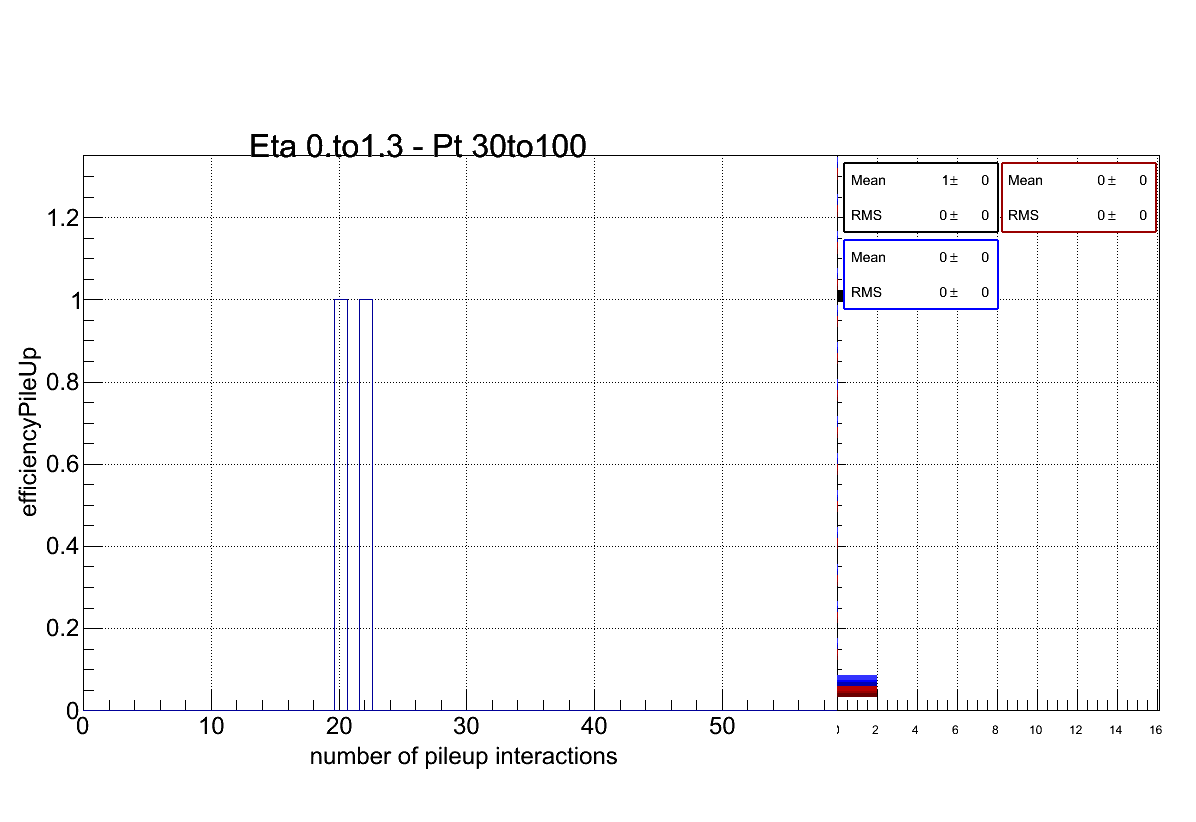 Eta 0.to1.3 - Pt 30to100
efficiencyPileUp
1.2
1
0.8
0.6
0.4
0.2
0
0 10 20 30 40 50
number of pileup interactions
Mean 1± 0
RMS 0± 0
Mean 0± 0
RMS 0± 0
Mean 0± 0
RMS 0± 0
2 4 6 8 10 12 14 16